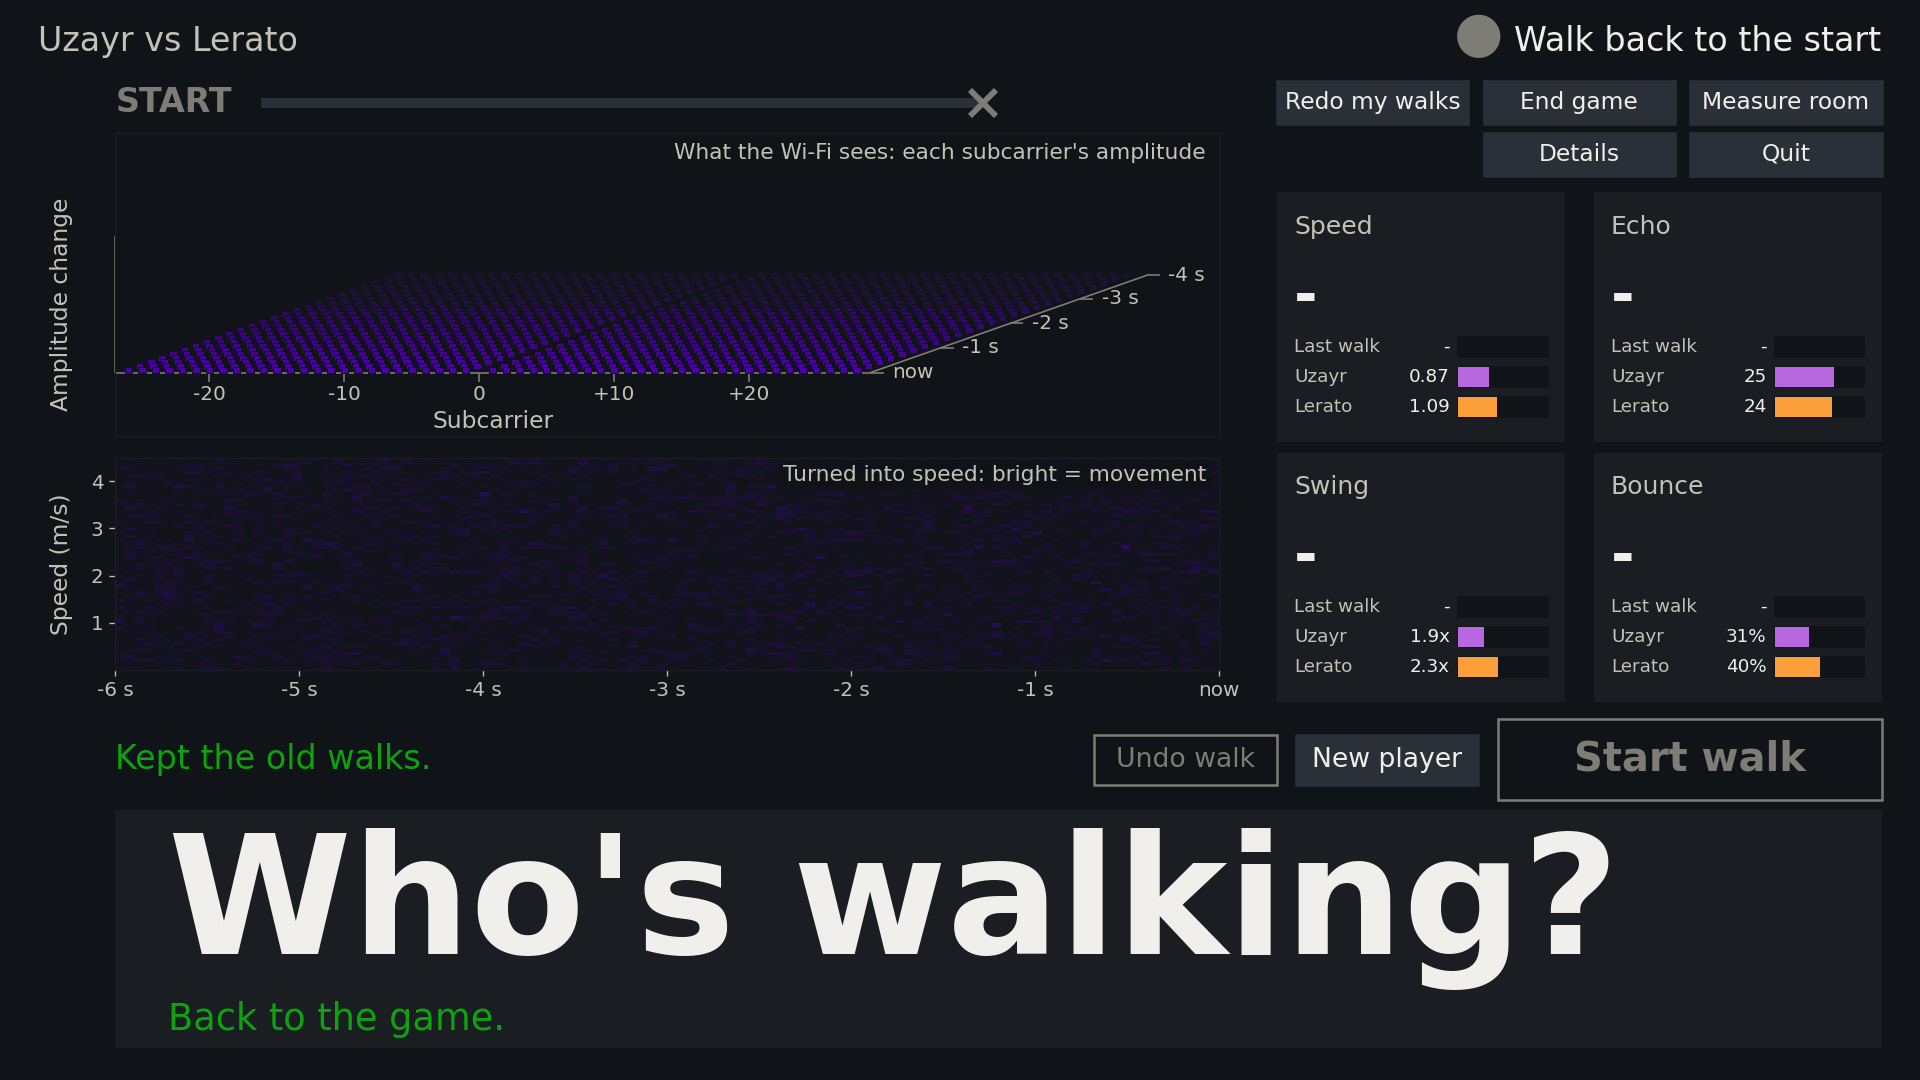 Uzayr vs Lerato
Walk back to the start
START
Redo my walks
End game
Measure room
Details
Quit
What the Wi-Fi sees: each subcarrier's amplitude
Amplitude change
-4 s
-3 s
-2 s
-1 s
now
-20
-10
0
+10
+20
Subcarrier
Speed
-
Last walk -
Uzayr 0.87
Lerato 1.09
Echo
-
Last walk -
Uzayr 25
Lerato 24
Turned into speed: bright = movement
Speed (m/s)
4
3
2
1
-6 s
-5 s
-4 s
-3 s
-2 s
-1 s
now
Swing
-
Last walk -
Uzayr 1.9x
Lerato 2.3x
Bounce
-
Last walk -
Uzayr 31%
Lerato 40%
Kept the old walks.
Undo walk
New player
Start walk
Who's walking?
Back to the game.